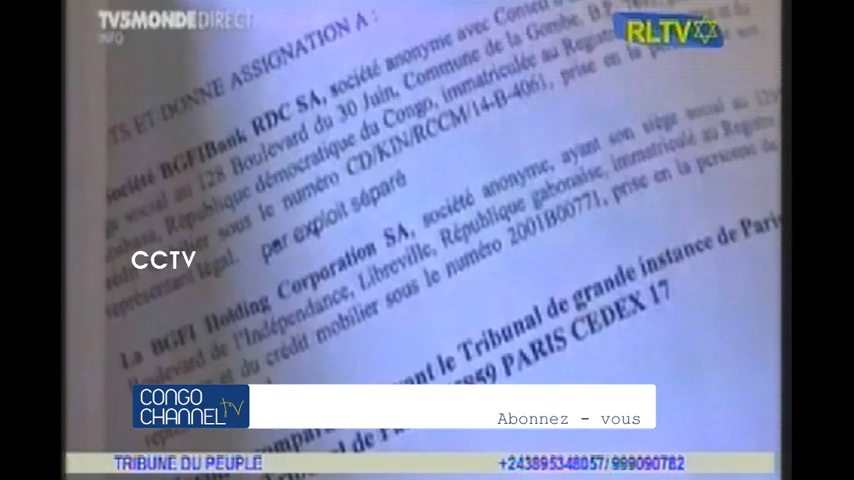 TV5MONDEDIRECT
INFO
RLTV
TS ET DONNE ASSIGNATION A :
société BGFIBank RDC SA, société anonyme avec Conseil
social au 128 Boulevard du 30 Juin, Commune de la Gombe, B.P.
République démocratique du Congo, immatriculée au Registre
sous le numéro CD/KIN/RCCM/14-B-4061, prise en la
représentant légal. par exploit séparé
La BGFI Holding Corporation SA, société anonyme, ayant son siège social au
Boulevard de l'Indépendance, Libreville, République gabonaise, immatriculé au Registre
et du crédit mobilier sous le numéro 2001B00771, prise en la personne de
le Tribunal de grande instance de Paris
PARIS CEDEX 17
CCTV
CONGO
CHANNEL tv
Abonnez - vous
TRIBUNE DU PEUPLE
+243895348057/999090782